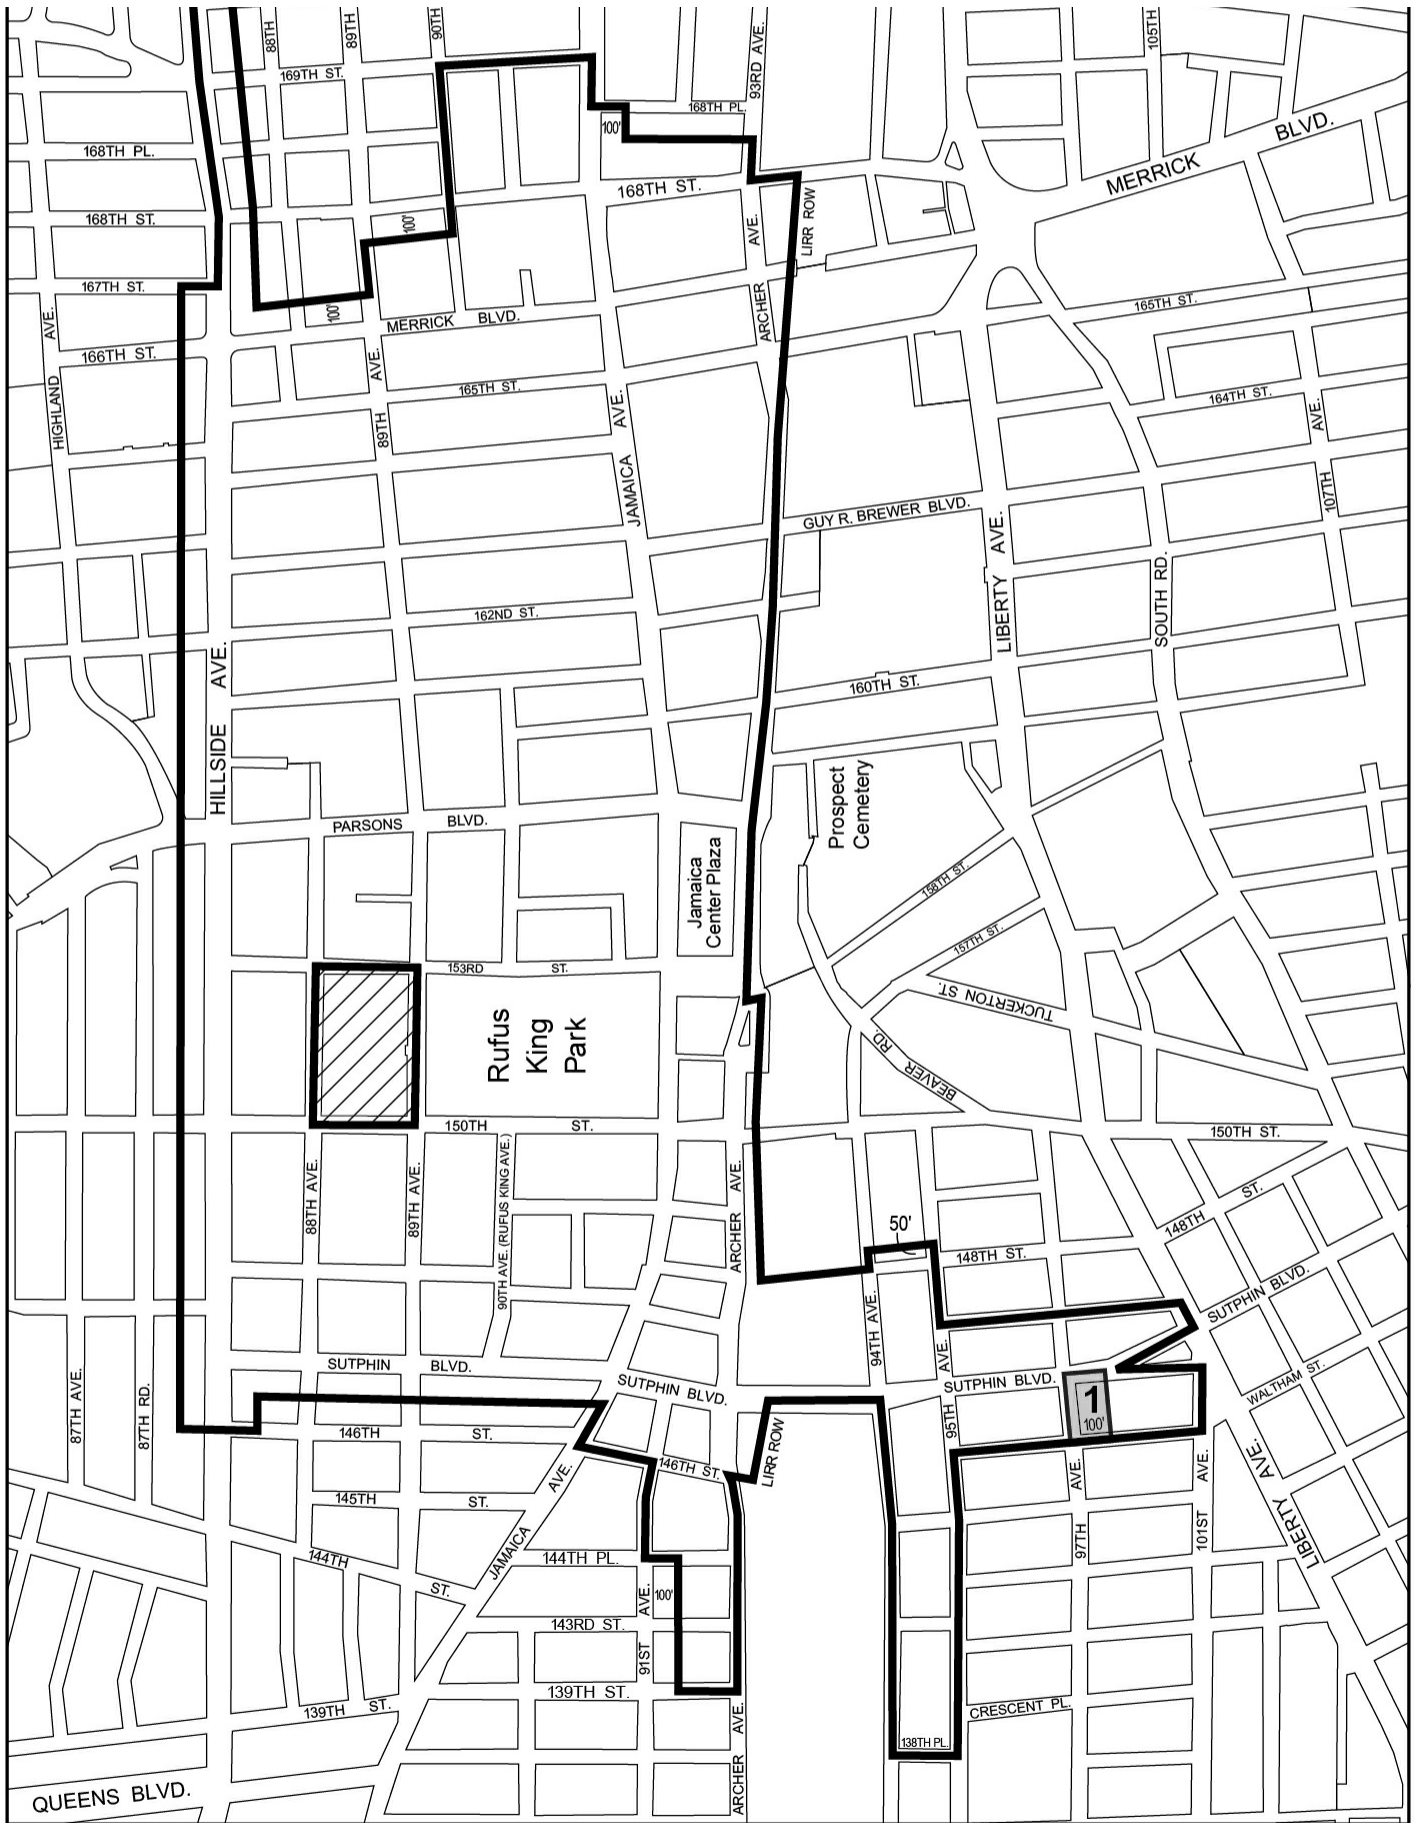 88TH
89TH
90TH
93RD AVE.
105TH
169TH ST.
168TH PL.
100'
BLVD.
168TH PL.
MERRICK
168TH ST.
168TH ST.
100'
AVE.
LIRR ROW
167TH ST.
165TH ST.
100'
MERRICK BLVD.
ARCHER
AVE.
166TH ST.
AVE.
165TH ST.
164TH ST.
HIGHLAND
89TH
AVE.
AVE.
JAMAICA
107TH
GUY R. BREWER BLVD.
LIBERTY AVE.
SOUTH RD.
162ND ST.
HILLSIDE AVE.
160TH ST.
PARSONS BLVD.
Prospect
Cemetery
Jamaica
Center Plaza
158TH ST.
157TH ST.
153RD ST.
TUCKERTON ST.
Rufus
King
Park
BEAVER RD.
150TH ST.
150TH ST.
88TH AVE.
89TH AVE.
90TH AVE. (RUFUS KING AVE.)
ARCHER AVE.
50'
148TH ST.
148TH ST.
SUTPHIN BLVD.
94TH AVE.
AVE.
SUTPHIN BLVD.
SUTPHIN BLVD.
SUTPHIN BLVD.
WALTHAM ST.
87TH AVE.
87TH RD.
1
100'
95TH
146TH ST.
LIRR ROW
146TH ST.
AVE.
AVE.
AVE.
AVE.
145TH ST.
101ST
LIBERTY
97TH
JAMAICA
144TH ST.
144TH PL.
AVE.
100'
143RD ST.
91ST
139TH ST.
139TH ST.
CRESCENT PL.
AVE.
138TH PL.
QUEENS BLVD.
ARCHER